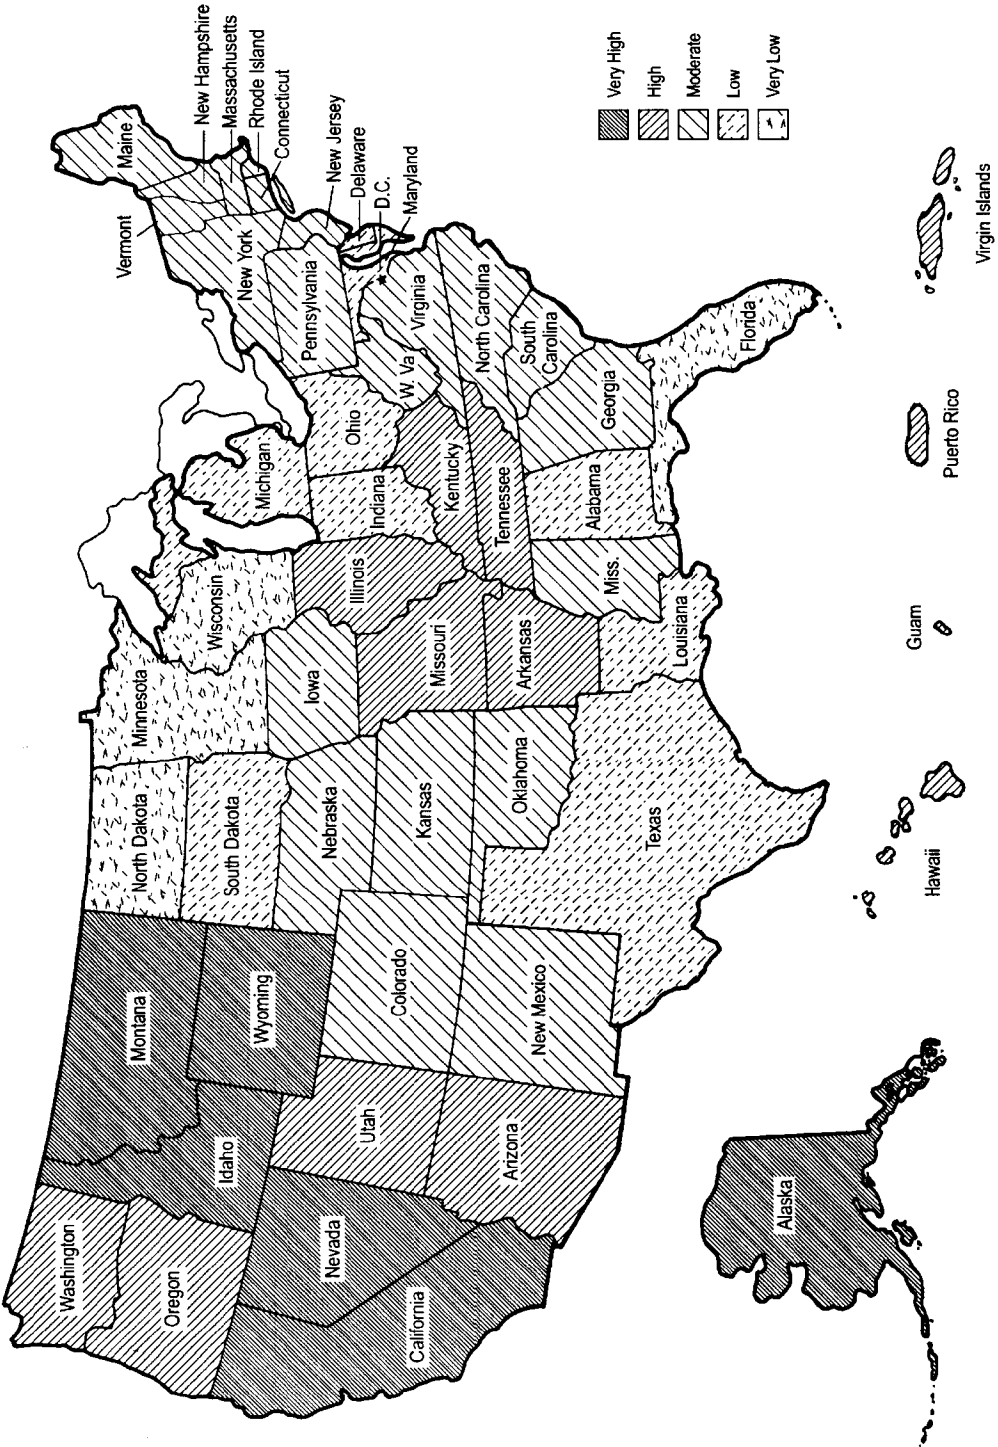 Washington
Oregon
California
Nevada
Idaho
Montana
Wyoming
Utah
Arizona
Colorado
New Mexico
North Dakota
South Dakota
Nebraska
Kansas
Oklahoma
Texas
Minnesota
Iowa
Missouri
Arkansas
Louisiana
Wisconsin
Illinois
Michigan
Indiana
Ohio
Kentucky
Tennessee
Miss.
Alabama
Georgia
Florida
South
Carolina
North Carolina
Virginia
W. Va
Pennsylvania
New York
Vermont
Maine
New Hampshire
Massachusetts
Rhode Island
Connecticut
New Jersey
Delaware
D.C.
Maryland
Alaska
Hawaii
Guam
Puerto Rico
Virgin Islands
Very High
High
Moderate
Low
Very Low